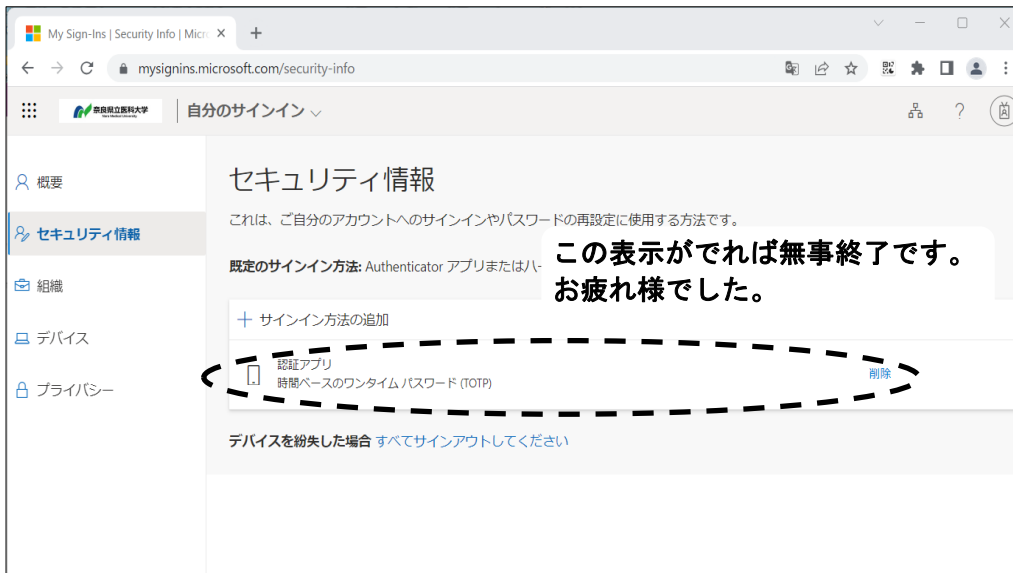 My Sign-Ins | Security Info | Micro
mysignins.microsoft.com/security-info
奈良県立医科大学
Nara Medical University
自分のサインイン
?
概要
セキュリティ情報
組織
デバイス
プライバシー
セキュリティ情報
これは、ご自分のアカウントへのサインインやパスワードの再設定に使用する方法です。
既定のサインイン方法: Authenticator アプリまたはハー
この表示がでれば無事終了です。
お疲れ様でした。
+ サインイン方法の追加
認証アプリ
時間ベースのワンタイム パスワード (TOTP)
削除
デバイスを紛失した場合 すべてサインアウトしてください